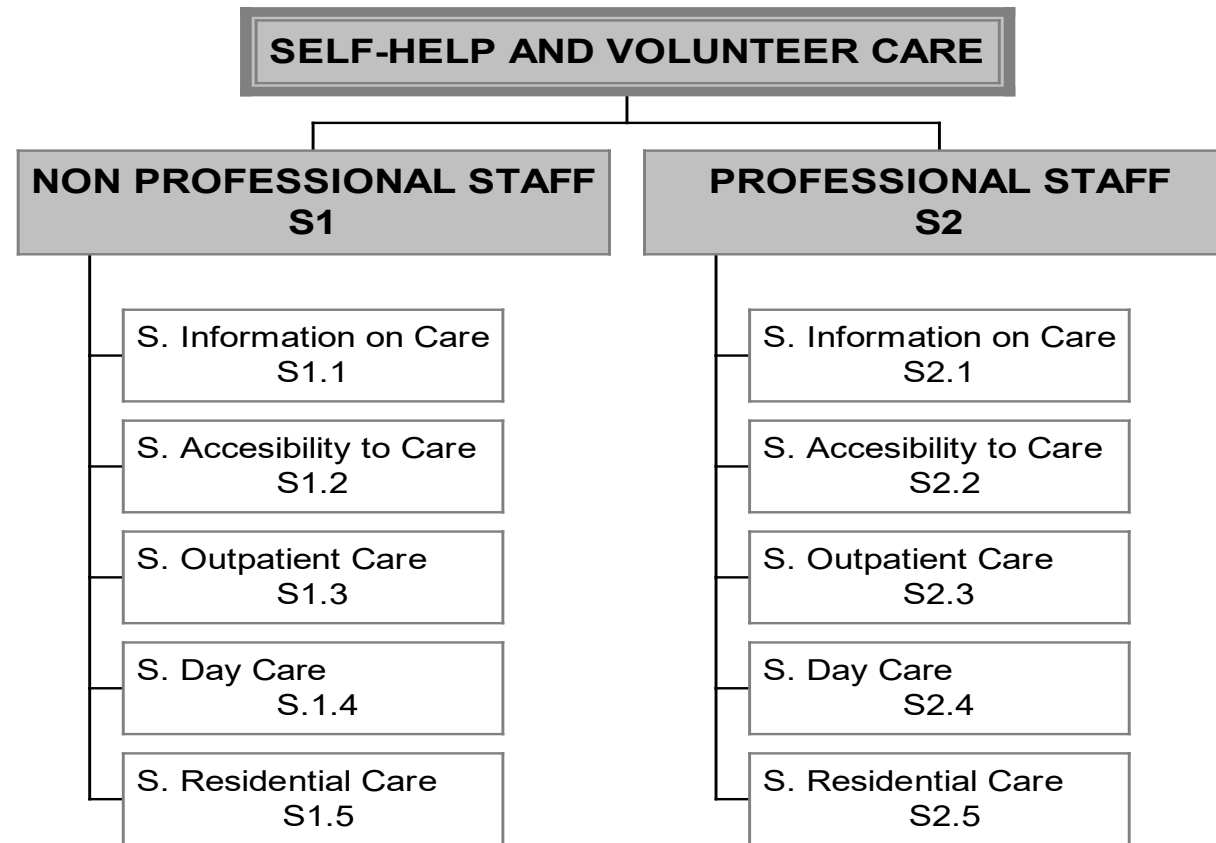 SELF-HELP AND VOLUNTEER CARE
NON PROFESSIONAL STAFF
S1
S. Information on Care
S1.1
S. Accesibility to Care
S1.2
S. Outpatient Care
S1.3
S. Day Care
S.1.4
S. Residential Care
S1.5
PROFESSIONAL STAFF
S2
S. Information on Care
S2.1
S. Accesibility to Care
S2.2
S. Outpatient Care
S2.3
S. Day Care
S2.4
S. Residential Care
S2.5